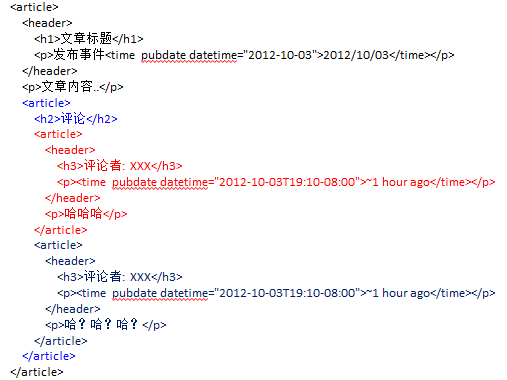 <article>
<header>
<h1>文章标题</h1>
<p>发布事件<time pubdate datetime="2012-10-03">2012/10/03</time></p>
</header>
<p>文章内容..</p>
<article>
<h2>评论</h2>
<article>
<header>
<h3>评论者: XXX</h3>
<p><time pubdate datetime="2012-10-03T19:10-08:00">~1 hour ago</time></p>
</header>
<p>哈哈哈</p>
</article>
<article>
<header>
<h3>评论者: XXX</h3>
<p><time pubdate datetime="2012-10-03T19:10-08:00">~1 hour ago</time></p>
</header>
<p>哈？哈？哈？</p>
</article>
</article>
</article>